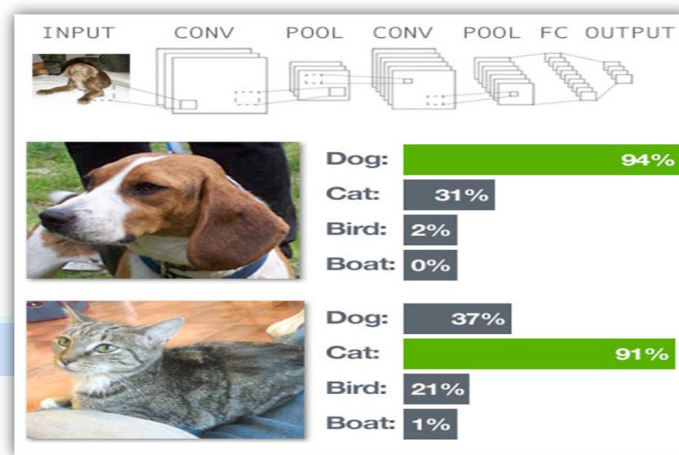 INPUT CONV POOL CONV POOL FC OUTPUT
Dog: 94%
Cat: 31%
Bird: 2%
Boat: 0%
Dog: 37%
Cat: 91%
Bird: 21%
Boat: 1%